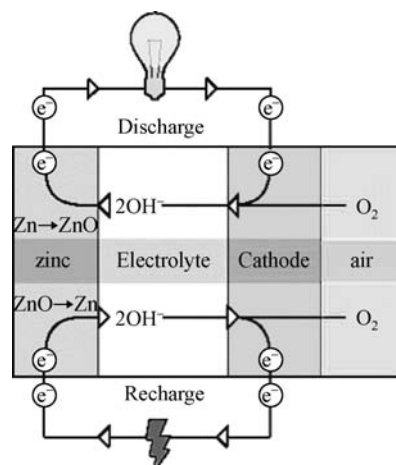 e⁻ e⁻
Discharge
e⁻ e⁻
2OH⁻ O₂
Zn→ZnO
zinc Electrolyte Cathode air
ZnO→Zn
2OH⁻ O₂
e⁻ e⁻
e⁻ Recharge e⁻